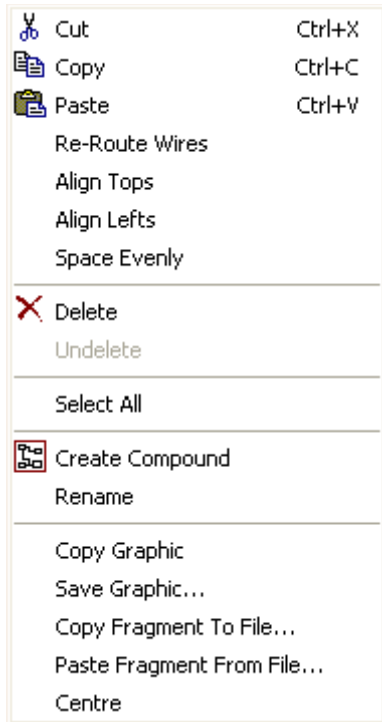 Cut Ctrl+X
Copy Ctrl+C
Paste Ctrl+V
Re-Route Wires
Align Tops
Align Lefts
Space Evenly
Delete
Undelete
Select All
Create Compound
Rename
Copy Graphic
Save Graphic...
Copy Fragment To File...
Paste Fragment From File...
Centre